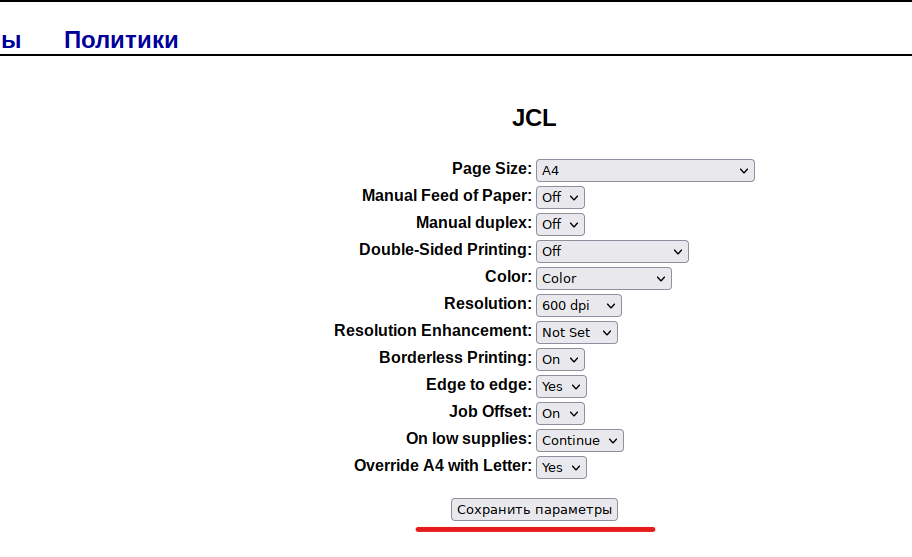 ы Политики
JCL
Page Size: A4
Manual Feed of Paper: Off
Manual duplex: Off
Double-Sided Printing: Off
Color: Color
Resolution: 600 dpi
Resolution Enhancement: Not Set
Borderless Printing: On
Edge to edge: Yes
Job Offset: On
On low supplies: Continue
Override A4 with Letter: Yes
Сохранить параметры